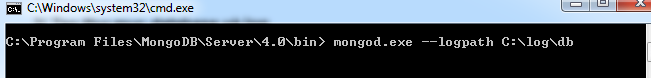 C:\Windows\system32\cmd.exe
C:\Program Files\MongoDB\Server\4.0\bin> mongod.exe --logpath C:\log\db